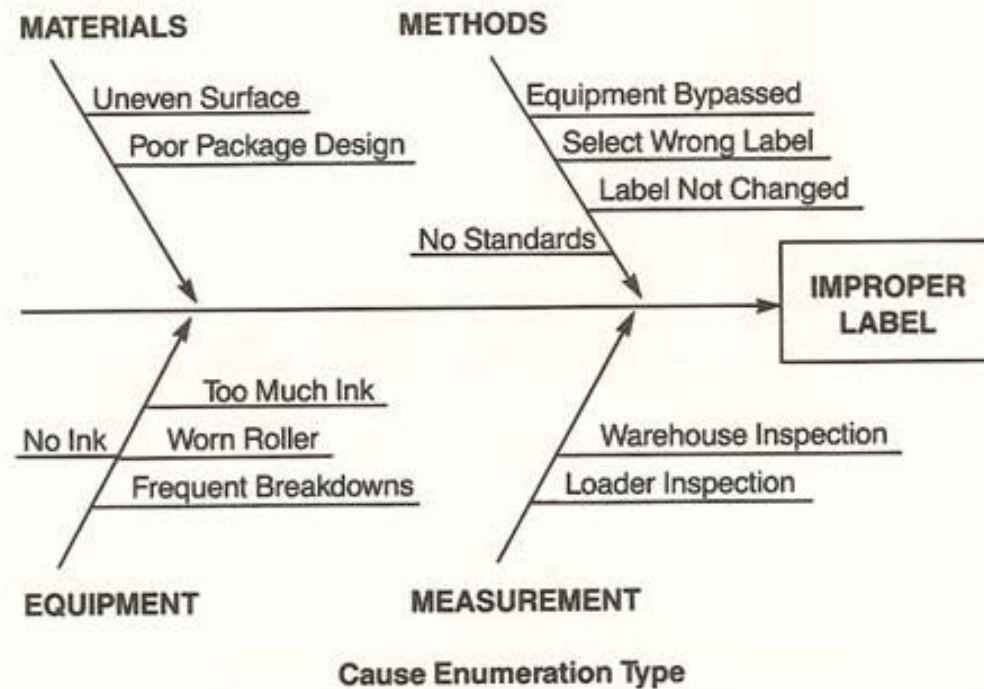 MATERIALS
METHODS
Uneven Surface
Poor Package Design
Equipment Bypassed
Select Wrong Label
Label Not Changed
No Standards
IMPROPER
LABEL
Too Much Ink
No Ink
Worn Roller
Frequent Breakdowns
Warehouse Inspection
Loader Inspection
EQUIPMENT
MEASUREMENT
Cause Enumeration Type